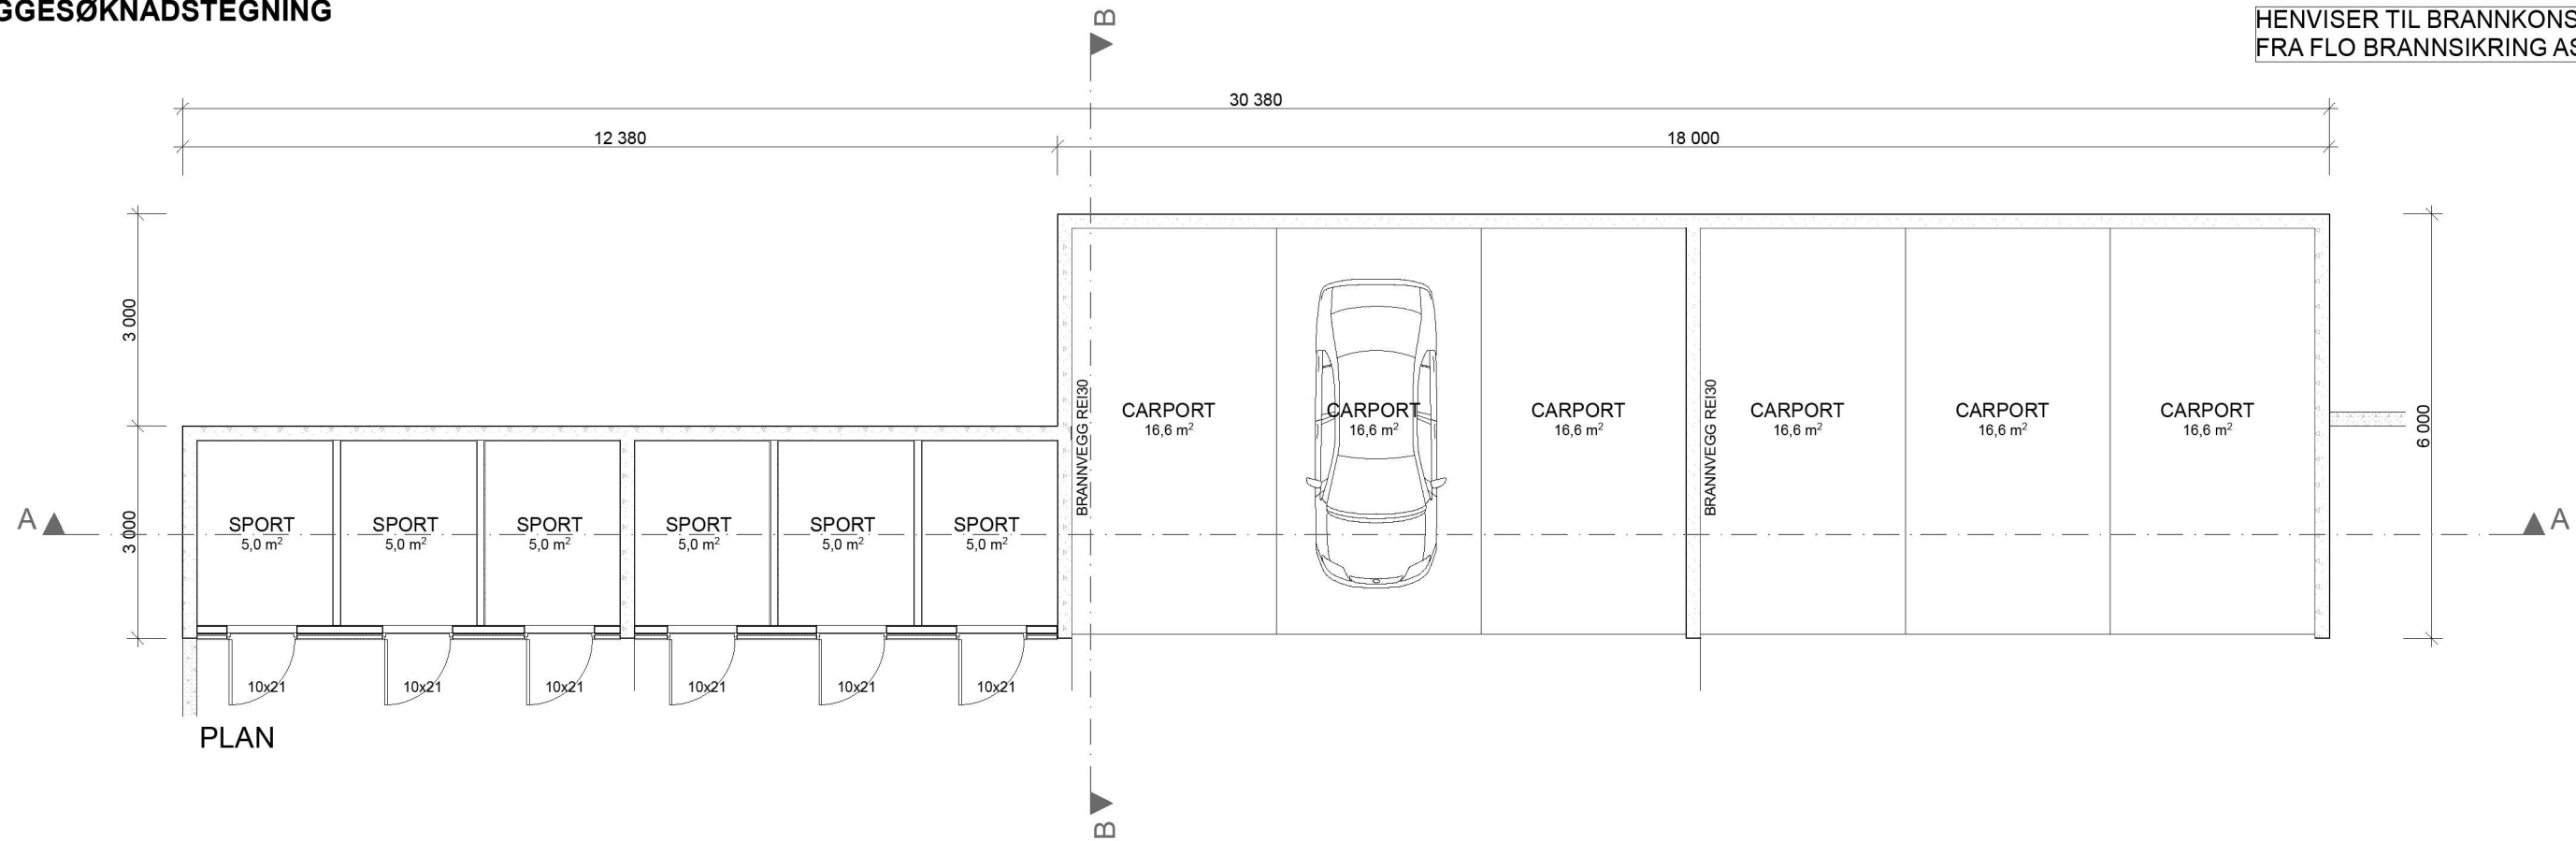 GGESØKNADSTEGNING
B
HENVISER TIL BRANNKONS
FRA FLO BRANNSIKRING AS
30 380
12 380
18 000
3 000
3 000
6 000
BRANNVEGG REI30
BRANNVEGG REI30
CARPORT
16,6 m²
CARPORT
16,6 m²
CARPORT
16,6 m²
CARPORT
16,6 m²
CARPORT
16,6 m²
CARPORT
16,6 m²
A
A
SPORT
5,0 m²
SPORT
5,0 m²
SPORT
5,0 m²
SPORT
5,0 m²
SPORT
5,0 m²
SPORT
5,0 m²
10x21
10x21
10x21
10x21
10x21
10x21
PLAN
B